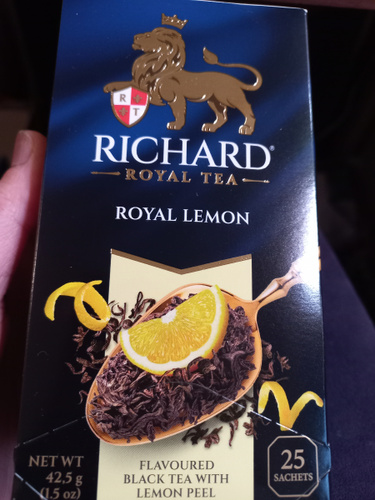 R
T
RICHARD®
ROYAL TEA
ROYAL LEMON
NET WT
42,5 g
(1.5 oz)
FLAVOURED
BLACK TEA WITH
LEMON PEEL
25
SACHETS